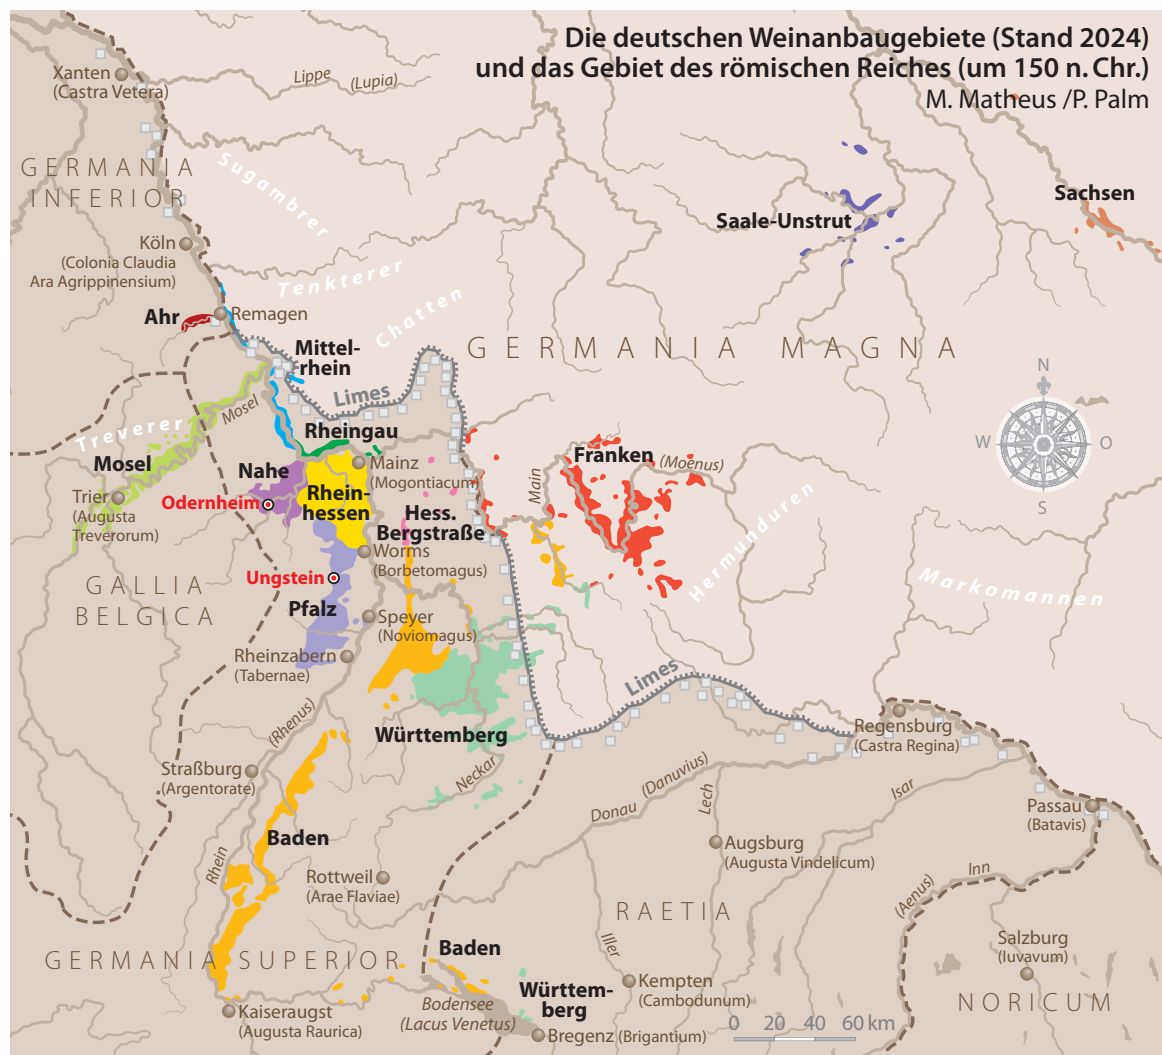 Die deutschen Weinanbaugebiete (Stand 2024)
und das Gebiet des römischen Reiches (um 150 n. Chr.)
M. Matheus /P. Palm
Xanten
(Castra Vetera)
Lippe
(Lupia)
GERMANIA
INFERIOR
Sugambrer
Sachsen
Saale-Unstrut
Köln
(Colonia Claudia
Ara Agrippinensium)
Tenkterer
Chatten
Ahr
Remagen
GERMANIA MAGNA
Mittel-
rhein
Limes
N
W
O
S
Mosel
Treverer
Rheingau
Mosel
Nahe
Mainz
(Mogontiacum)
Franken
(Moenus)
Main
Trier
(Augusta
Treverorum)
Odernheim
Rhein-
hessen
Hess.
Bergstraße
Hermunduren
Worms
(Borbetomagus)
Ungstein
GALLIA
BELGICA
Markomannen
Pfalz
Speyer
(Noviomagus)
Rheinzabern
(Tabernae)
Limes
(Rhenus)
Württemberg
Regensburg
(Castra Regina)
Straßburg
(Argentorate)
Neckar
Donau
(Danuvius)
Lech
Isar
Passau
(Batavis)
Baden
Augsburg
(Augusta Vindelicum)
Rhein
Rottweil
(Arae Flaviae)
Inn
(Aenus)
RAETIA
GERMANIA SUPERIOR
Baden
Iller
Salzburg
(Iuvavum)
Württem-
berg
Kempten
(Cambodunum)
NORICUM
Kaiseraugst
(Augusta Raurica)
Bodensee
(Lacus Venetus)
Bregenz (Brigantium)
0 20 40 60 km